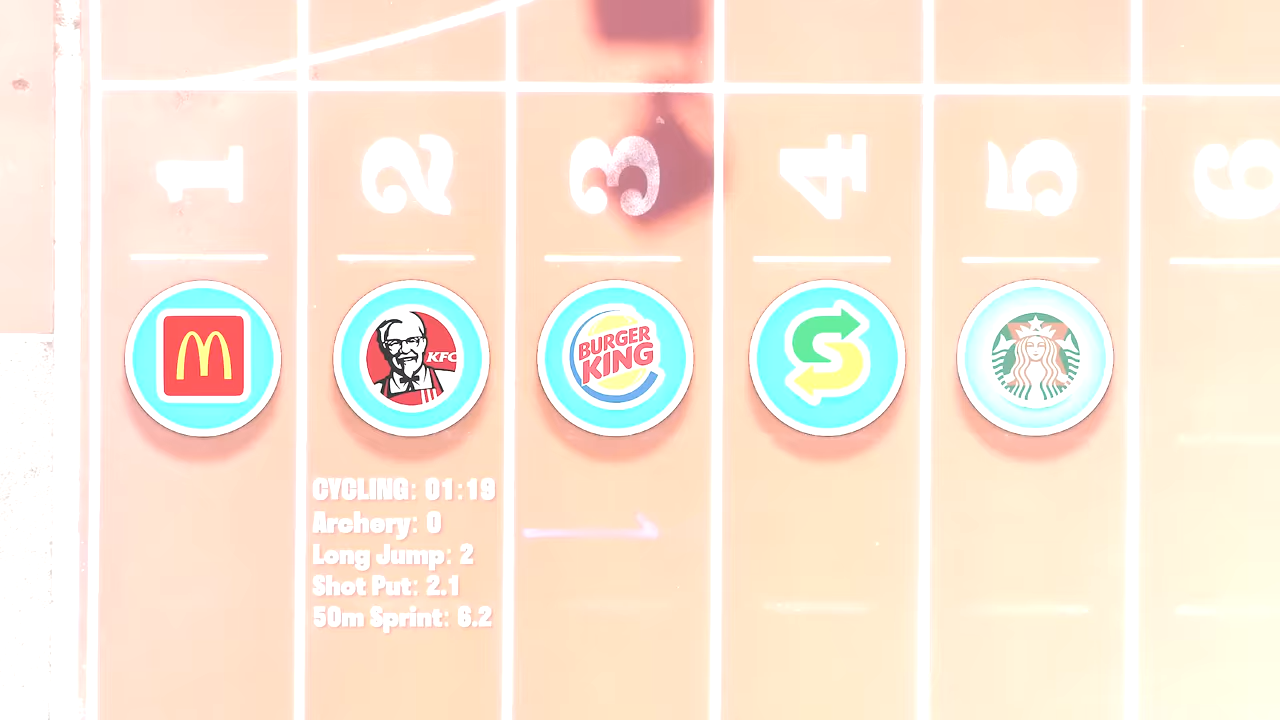 1 2 3 4 5 6
KFC
BURGER
KING
CYCLING: 01:19
Archery: 0
Long Jump: 2
Shot Put: 2.1
50m Sprint: 6.2